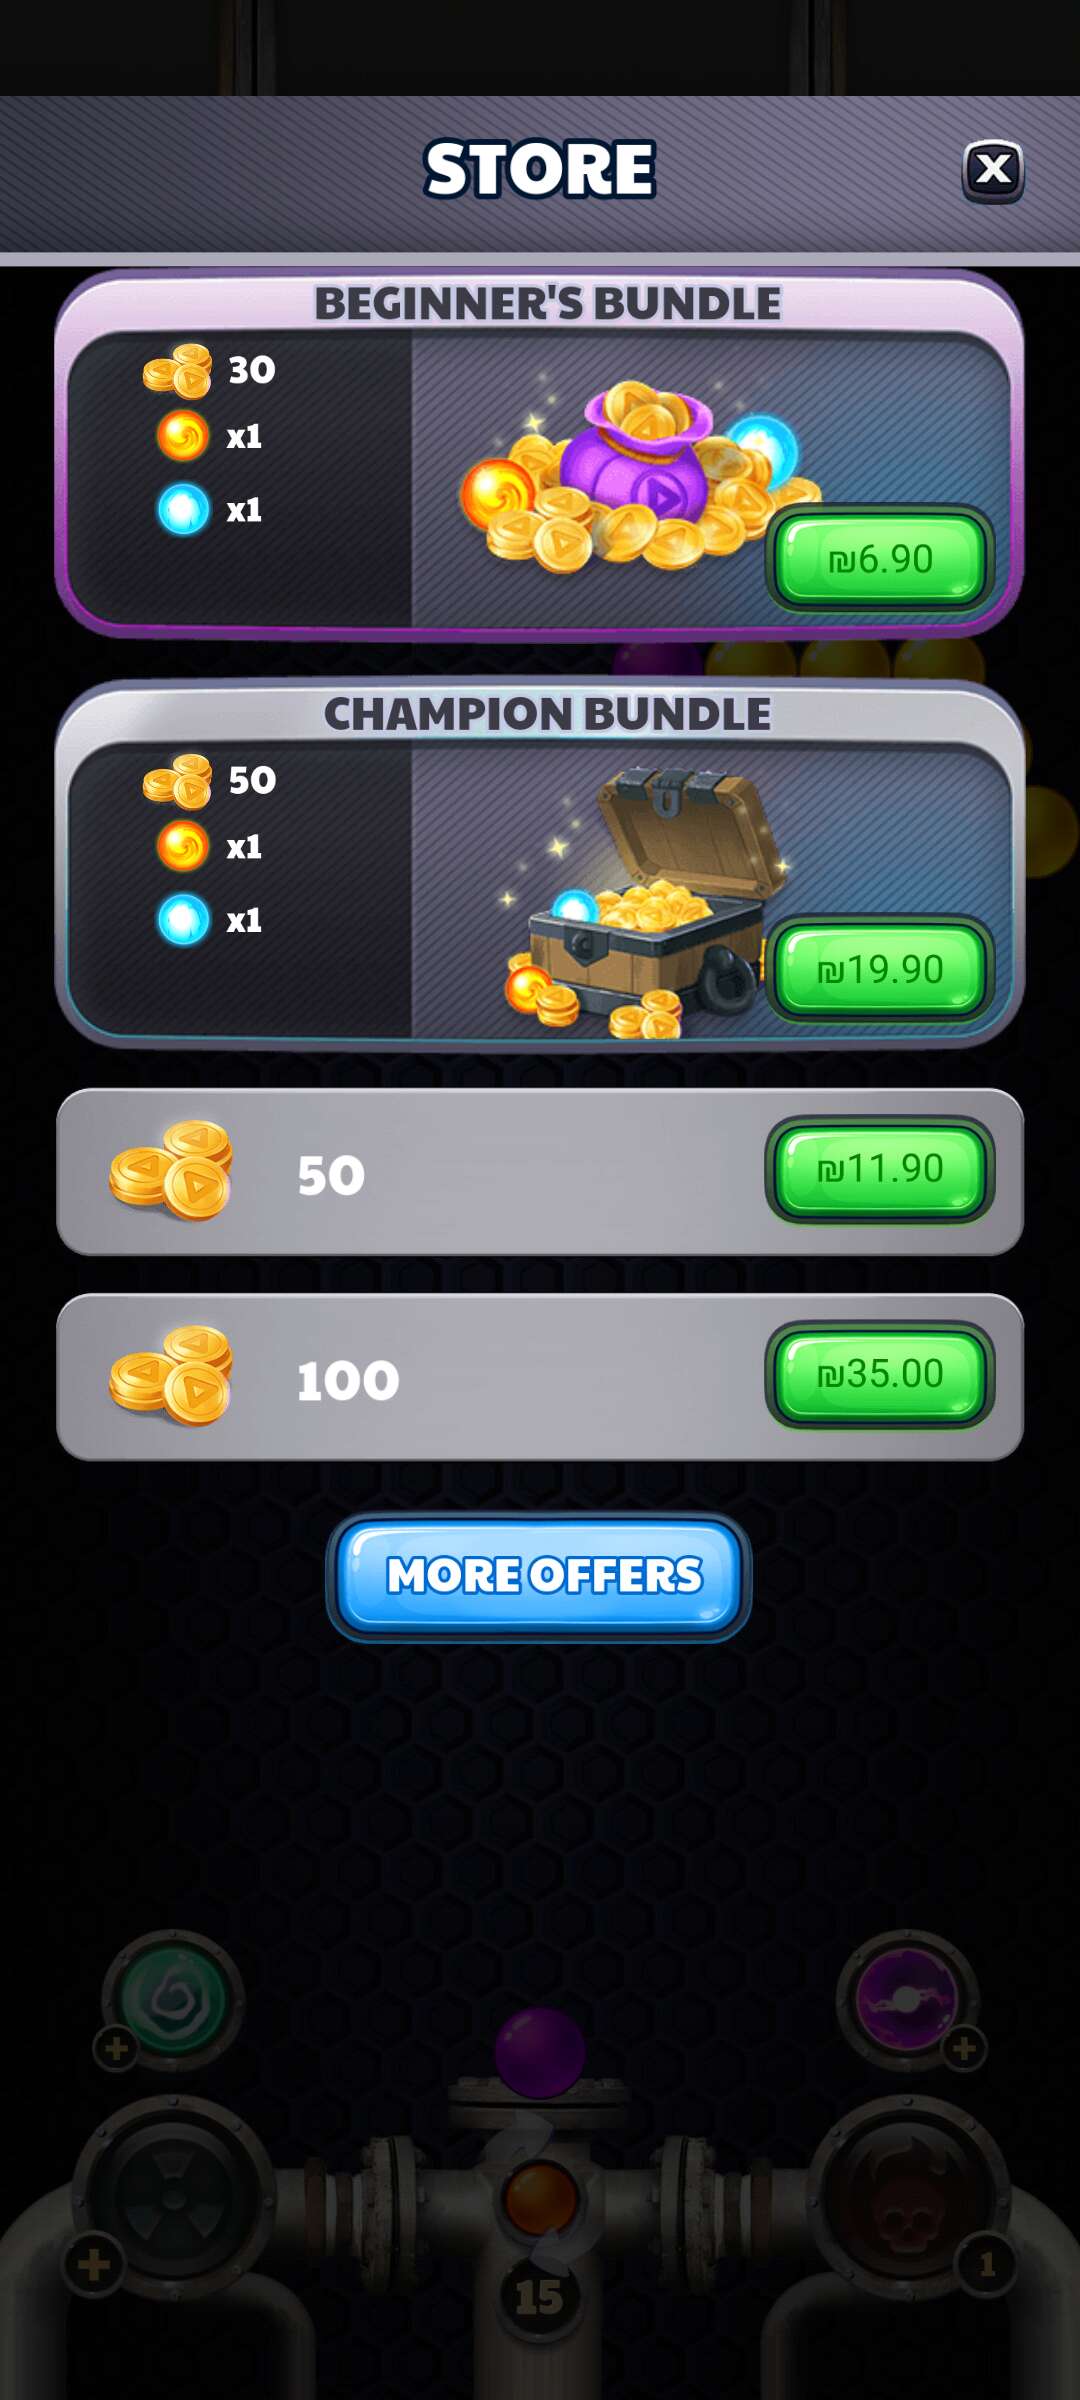 STORE
X
BEGINNER'S BUNDLE
30
x1
x1
₪6.90
CHAMPION BUNDLE
50
x1
x1
₪19.90
50
₪11.90
100
₪35.00
MORE OFFERS
1
15